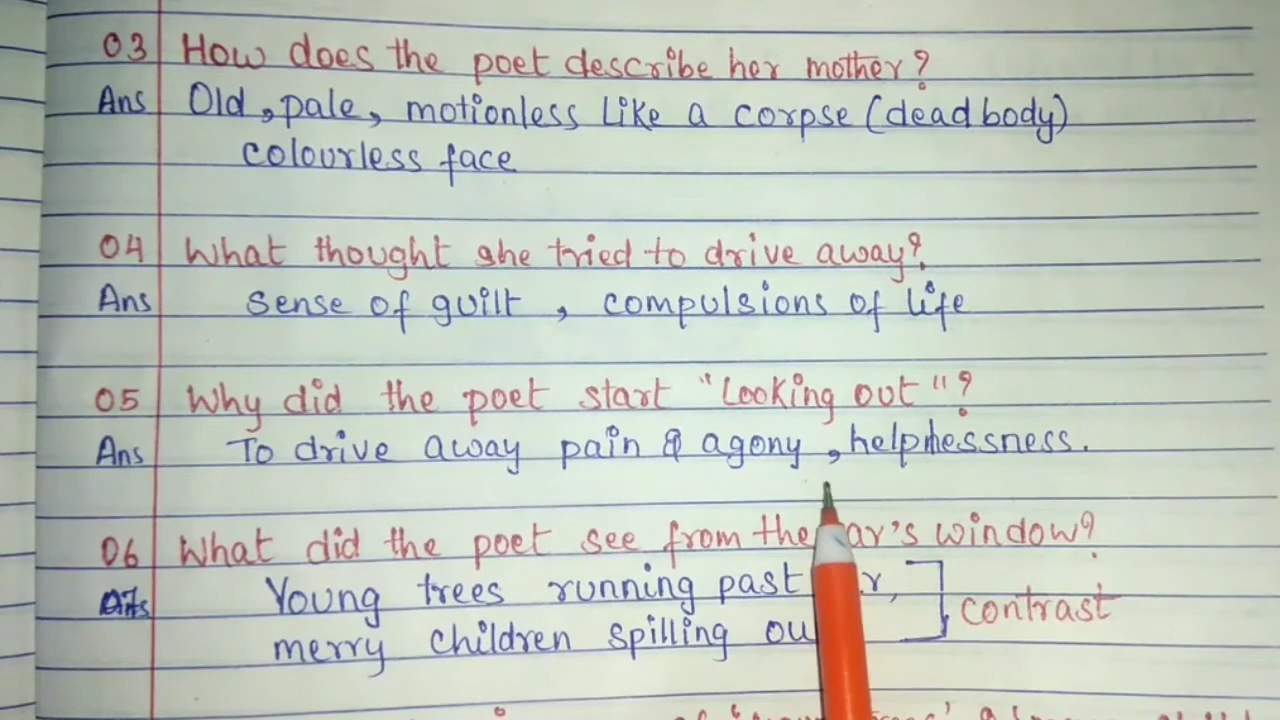 03 How does the poet describe her mother?
Ans Old, pale, motionless like a corpse (dead body)
colourless face
04 What thought she tried to drive away?
Ans sense of guilt, compulsions of life
05 Why did the poet start "looking out"?
Ans To drive away pain & agony, helplessness.
06 What did the poet see from the car's window?
Ans Young trees running past
merry children spilling out
contrast